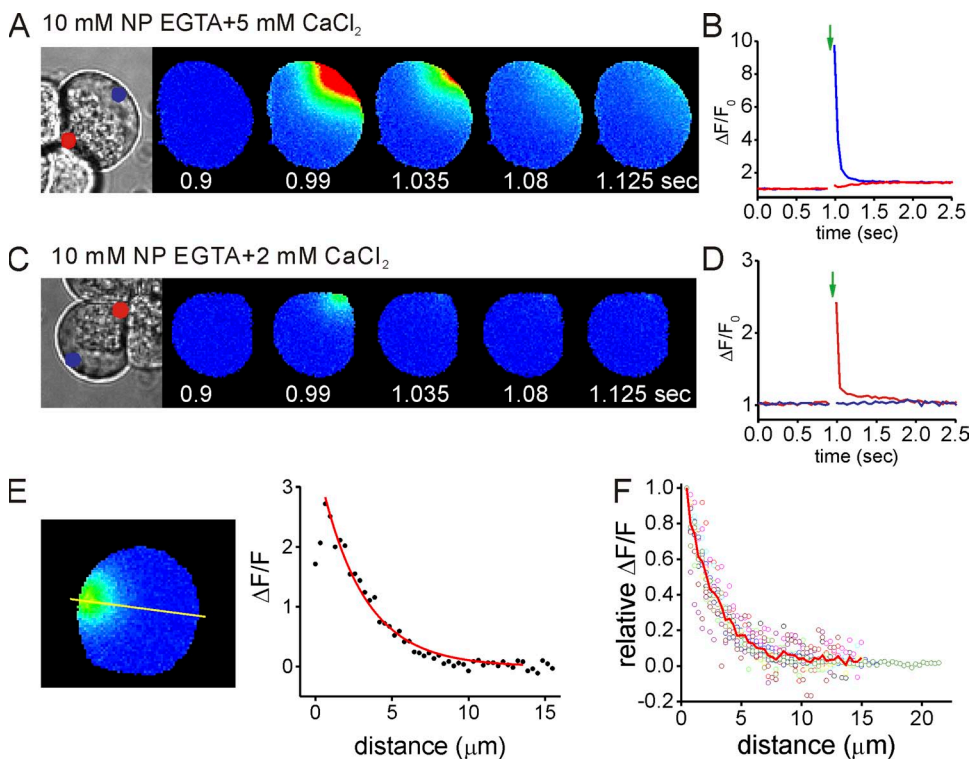 A 10 mM NP EGTA+5 mM CaCl₂
0.9 0.99 1.035 1.08 1.125 sec
B
ΔF/F₀
10
8
6
4
2
0.0 0.5 1.0 1.5 2.0 2.5
time (sec)
C 10 mM NP EGTA+2 mM CaCl₂
0.9 0.99 1.035 1.08 1.125 sec
D
ΔF/F₀
3
2
1
0.0 0.5 1.0 1.5 2.0 2.5
time (sec)
E
ΔF/F
3
2
1
0
0 5 10 15
distance (μm)
F
relative ΔF/F
1.0
0.8
0.6
0.4
0.2
0.0
-0.2
0 5 10 15 20
distance (μm)